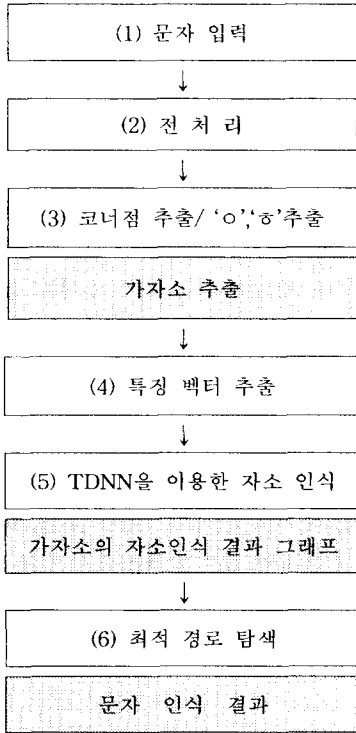 (1) 문자 입력
↓
(2) 전 처 리
↓
(3) 코너점 추출/ ‘ㅇ’,‘ㅎ’추출
가자소 추출
↓
(4) 특징 벡터 추출
↓
(5) TDNN을 이용한 자소 인식
가자소의 자소인식 결과 그래프
↓
(6) 최적 경로 탐색
문자 인식 결과